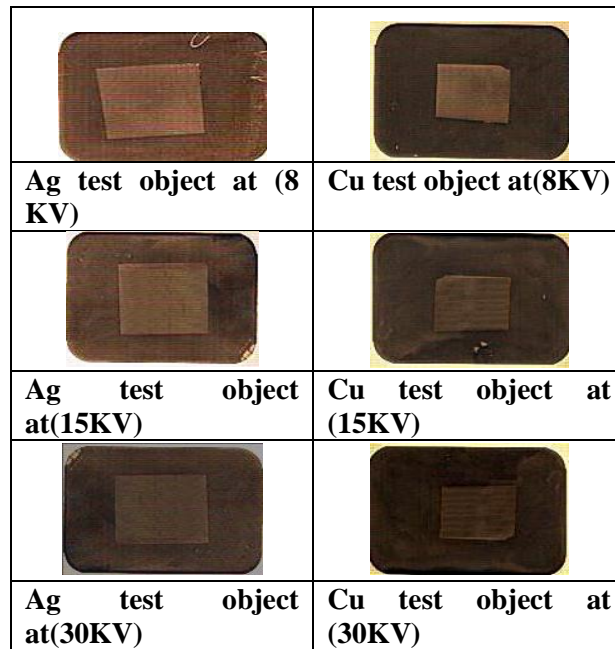 Ag test object at (8
KV)
Cu test object at(8KV)
Ag test object
at(15KV)
Cu test object at
(15KV)
Ag test object
at(30KV)
Cu test object at
(30KV)